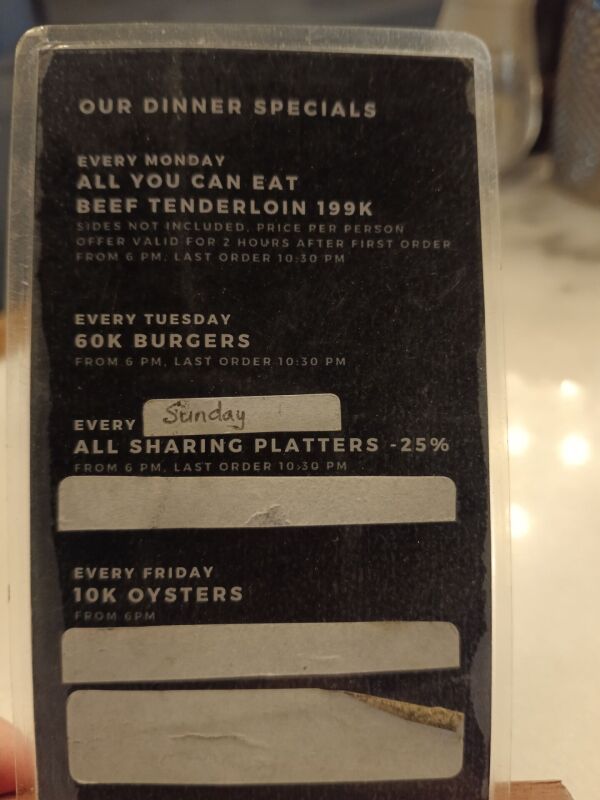 OUR DINNER SPECIALS
EVERY MONDAY
ALL YOU CAN EAT
BEEF TENDERLOIN 199K
SIDES NOT INCLUDED, PRICE PER PERSON
OFFER VALID FOR 2 HOURS AFTER FIRST ORDER
FROM 6 PM, LAST ORDER 10:30 PM
EVERY TUESDAY
60K BURGERS
FROM 6 PM, LAST ORDER 10:30 PM
EVERY Sunday
ALL SHARING PLATTERS -25%
FROM 6 PM, LAST ORDER 10:30 PM
EVERY FRIDAY
10K OYSTERS
FROM 6PM